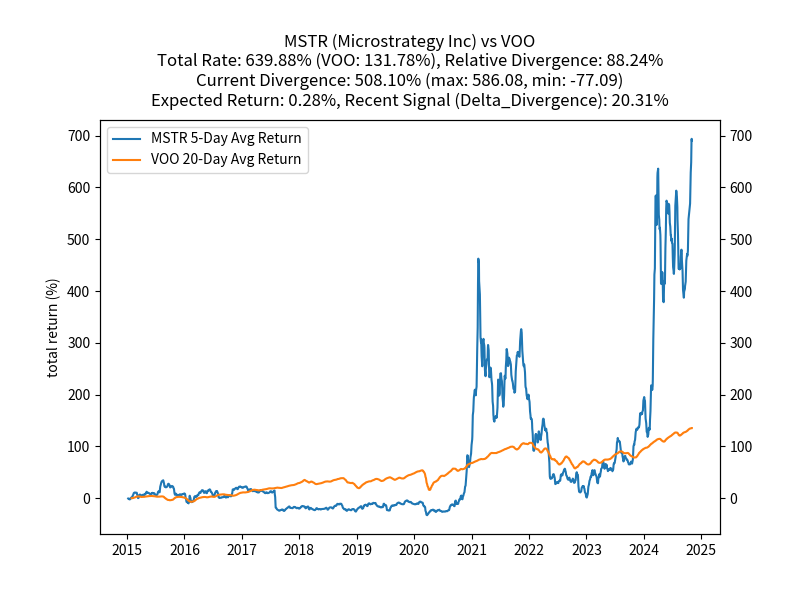 MSTR (Microstrategy Inc) vs VOO
Total Rate: 639.88% (VOO: 131.78%), Relative Divergence: 88.24%
Current Divergence: 508.10% (max: 586.08, min: -77.09)
Expected Return: 0.28%, Recent Signal (Delta_Divergence): 20.31%
MSTR 5-Day Avg Return
VOO 20-Day Avg Return
total return (%)
700
600
500
400
300
200
100
0
700
600
500
400
300
200
100
0
2015 2016 2017 2018 2019 2020 2021 2022 2023 2024 2025